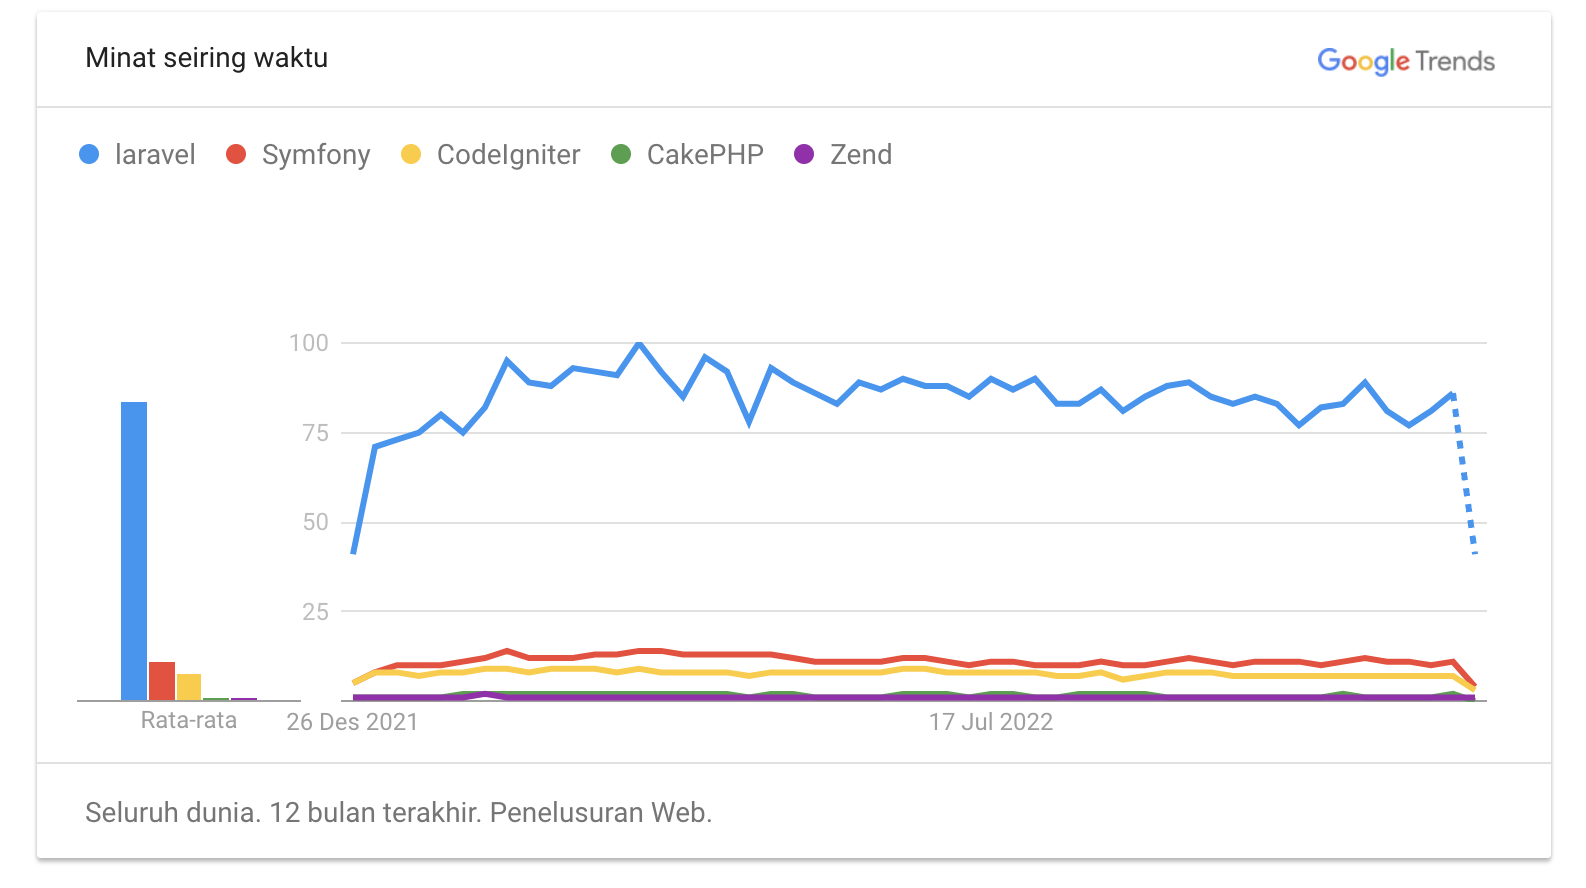 Minat seiring waktu
Google Trends
laravel Symfony CodeIgniter CakePHP Zend
100
75
50
25
Rata-rata
26 Des 2021
17 Jul 2022
Seluruh dunia. 12 bulan terakhir. Penelusuran Web.